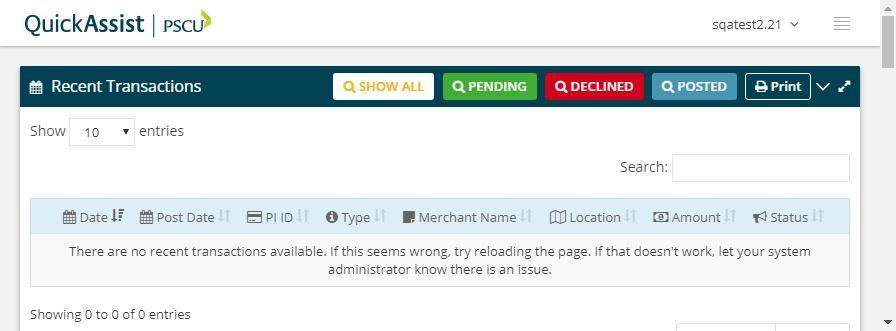 QuickAssist | PSCU
sqatest2.21
Recent Transactions
SHOW ALL
PENDING
DECLINED
POSTED
Print
Show 10 entries
Search:
Date
Post Date
PI ID
Type
Merchant Name
Location
Amount
Status
There are no recent transactions available. If this seems wrong, try reloading the page. If that doesn't work, let your system
administrator know there is an issue.
Showing 0 to 0 of 0 entries